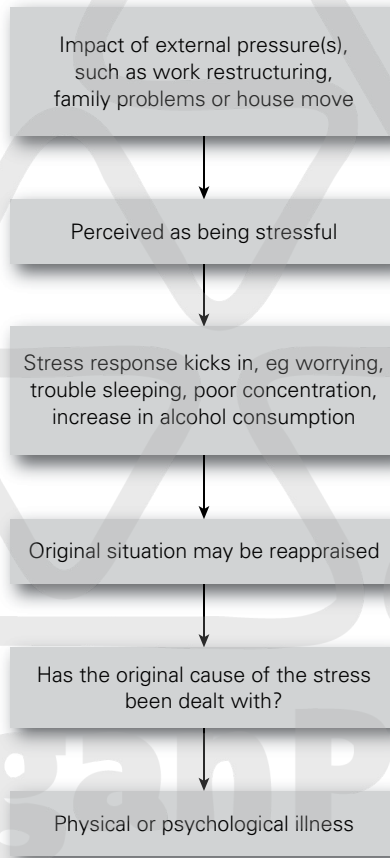 Impact of external pressure(s),
such as work restructuring,
family problems or house move
Perceived as being stressful
Stress response kicks in, eg worrying,
trouble sleeping, poor concentration,
increase in alcohol consumption
Original situation may be reappraised
Has the original cause of the stress
been dealt with?
Physical or psychological illness